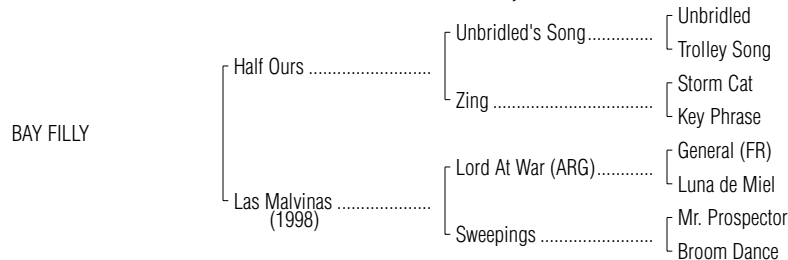 Unbridled
Unbridled's Song..............
Trolley Song
Half Ours ..........................
Storm Cat
Zing ..................................
Key Phrase
BAY FILLY
General (FR)
Lord At War (ARG)............
Luna de Miel
Las Malvinas ....................
(1998)
Mr. Prospector
Sweepings ........................
Broom Dance